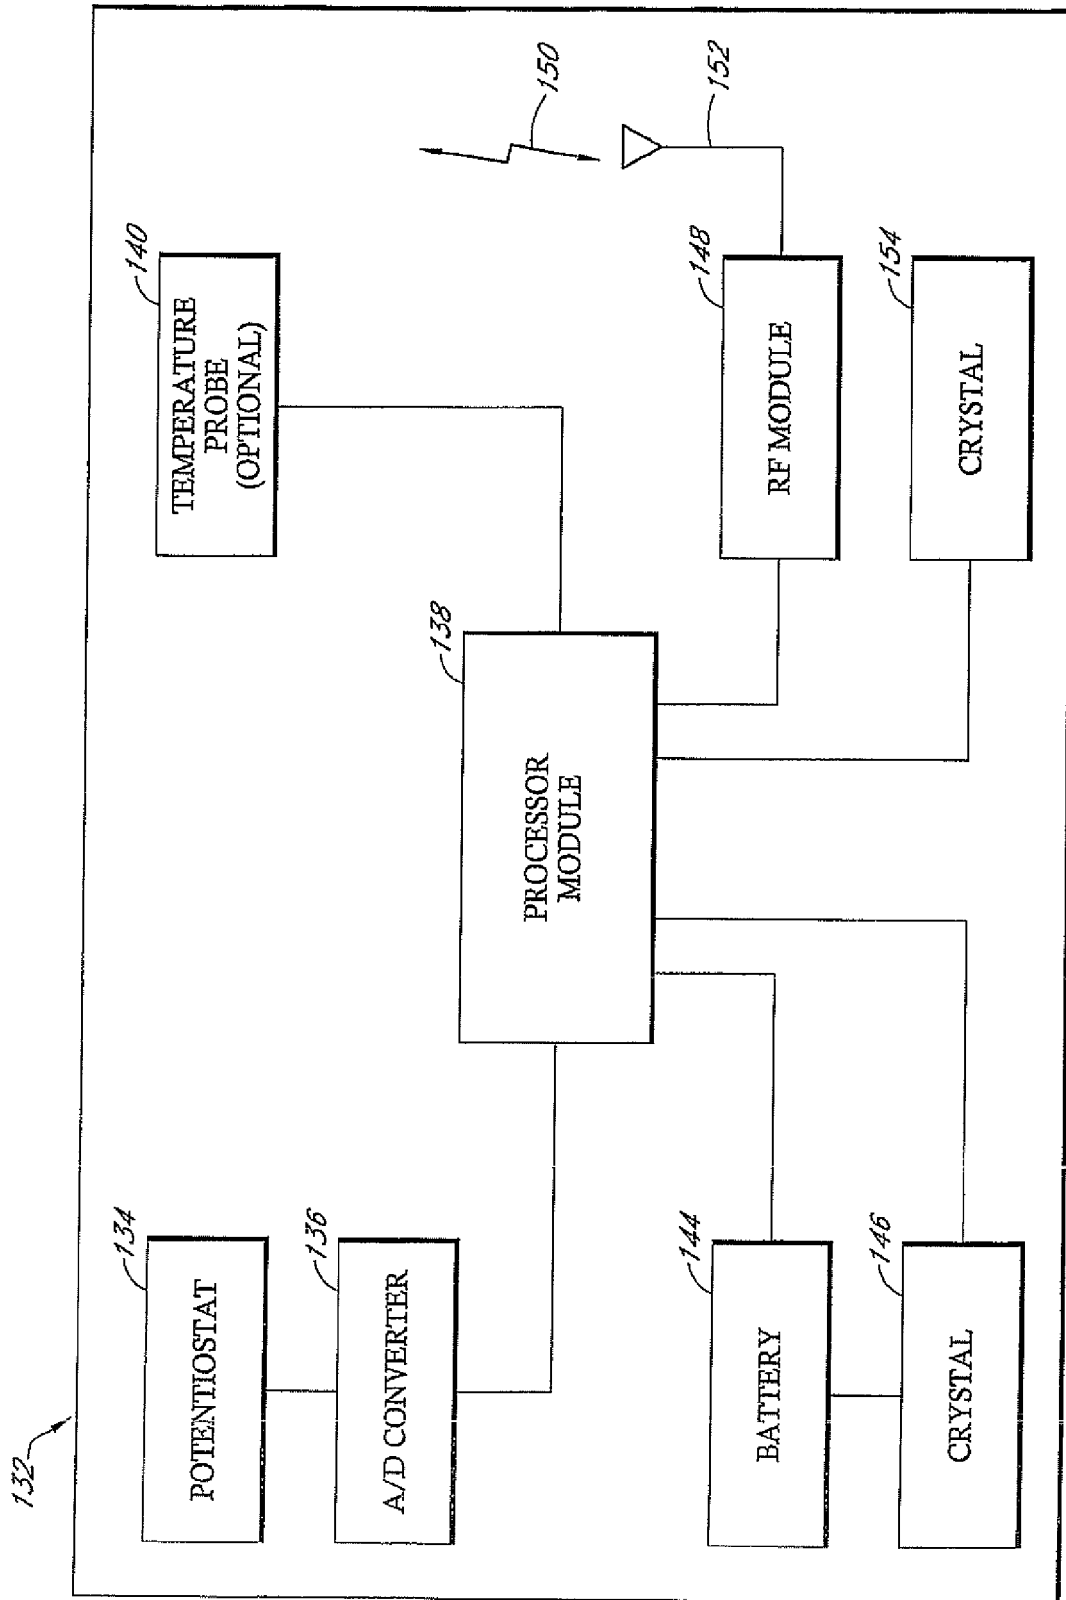 132
134
POTENTIOSTAT
136
A/D CONVERTER
138
PROCESSOR
MODULE
140
TEMPERATURE
PROBE
(OPTIONAL)
150
152
144
BATTERY
146
CRYSTAL
148
RF MODULE
154
CRYSTAL